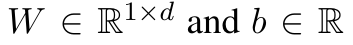 W ∈ ℝ^{1×d} and b ∈ ℝ